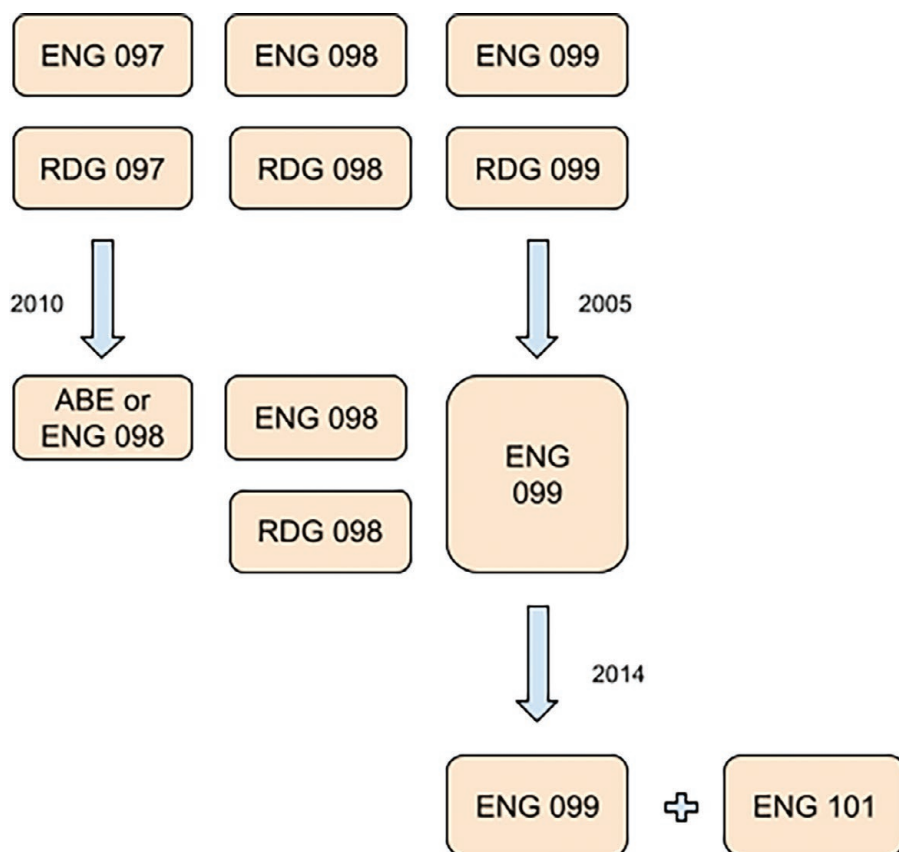 ENG 097
ENG 098
ENG 099
RDG 097
RDG 098
RDG 099
2010
2005
ABE or
ENG 098
ENG 098
RDG 098
ENG
099
2014
ENG 099
ENG 101